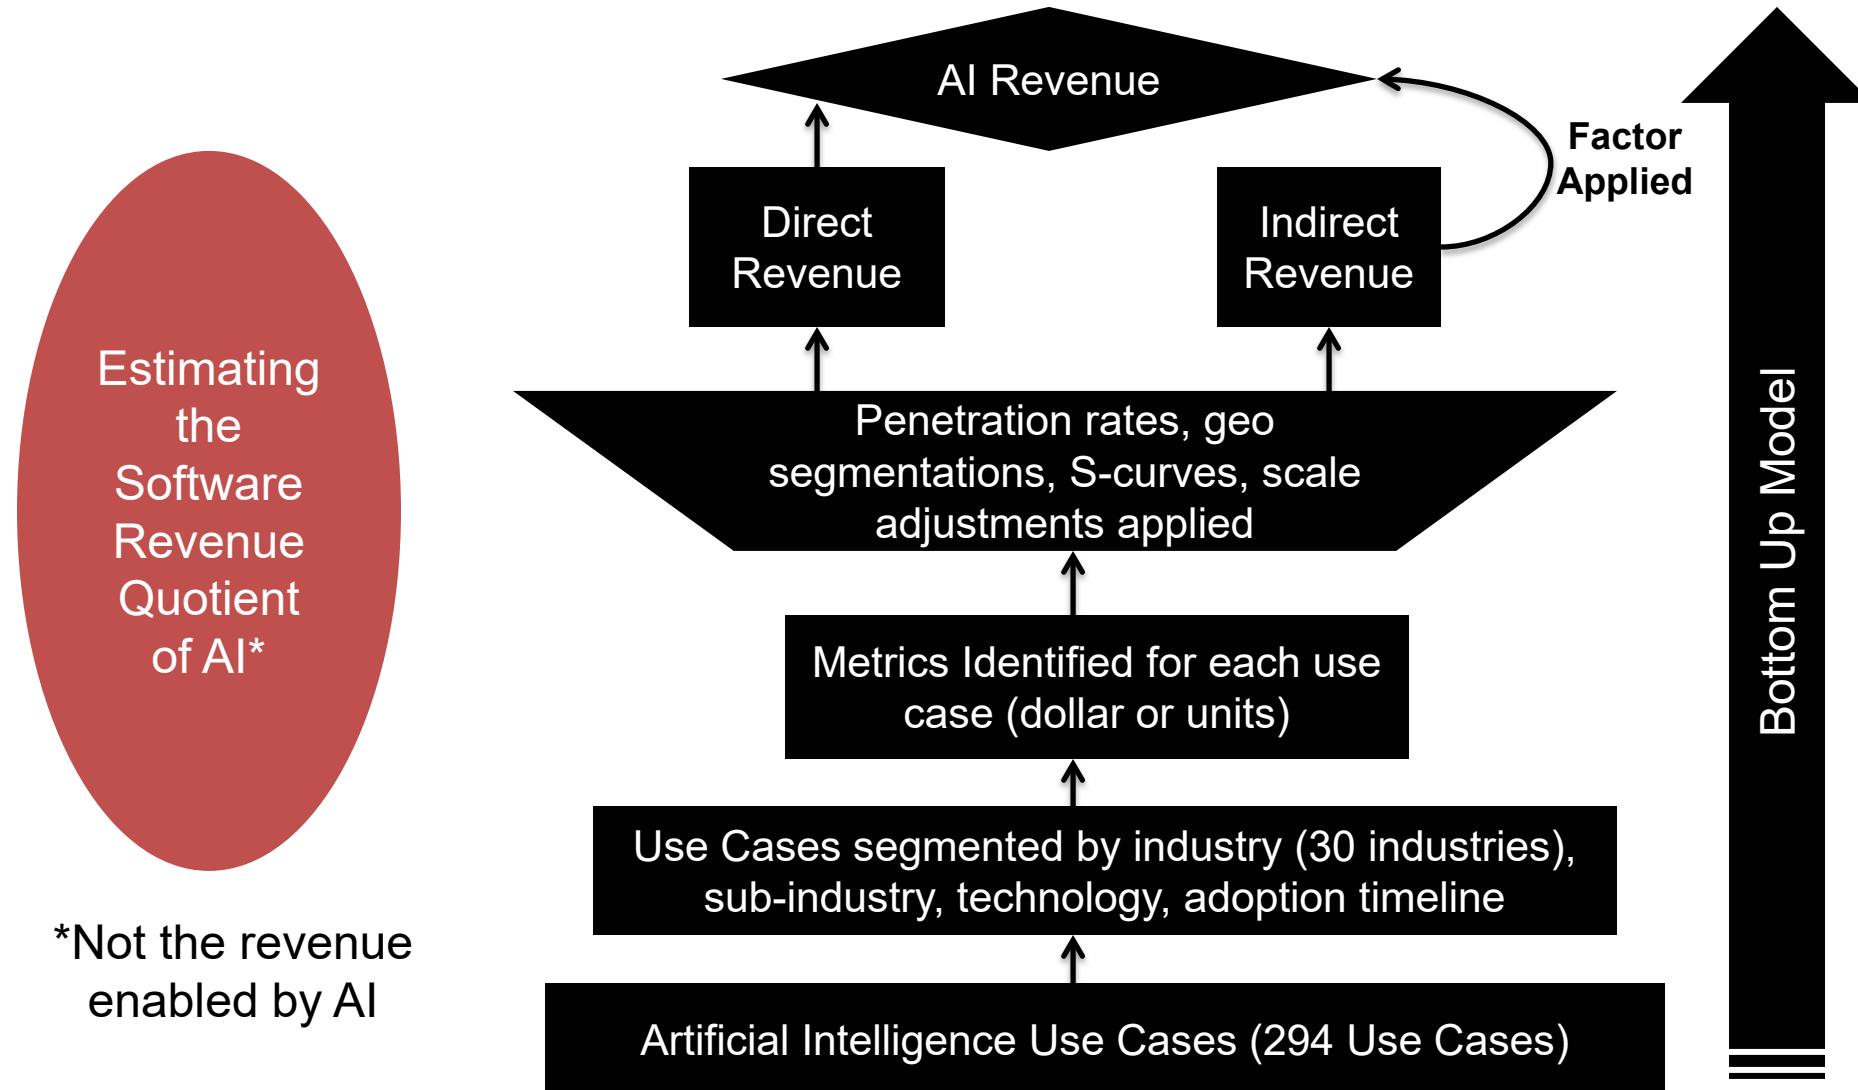 AI Revenue
Factor
Applied
Direct
Revenue
Indirect
Revenue
Estimating
the
Software
Revenue
Quotient
of AI*
Penetration rates, geo
segmentations, S-curves, scale
adjustments applied
Bottom Up Model
Metrics Identified for each use
case (dollar or units)
Use Cases segmented by industry (30 industries),
sub-industry, technology, adoption timeline
*Not the revenue
enabled by AI
Artificial Intelligence Use Cases (294 Use Cases)